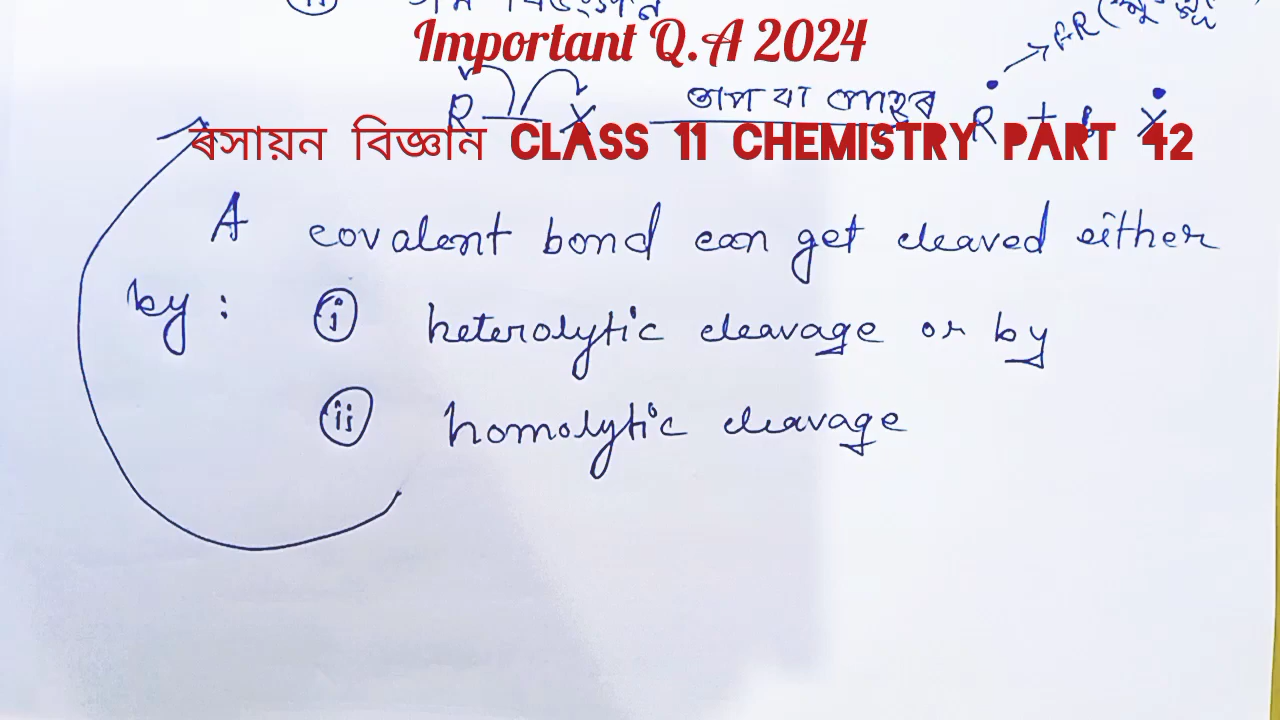 Important Q.A 2024
R — X তাপ বা পোহৰ R + X
ৰসায়ন বিজ্ঞান CLASS 11 CHEMISTRY PART 42
A covalent bond can get cleaved either
by : (i) heterolytic cleavage or by
(ii) homolytic cleavage